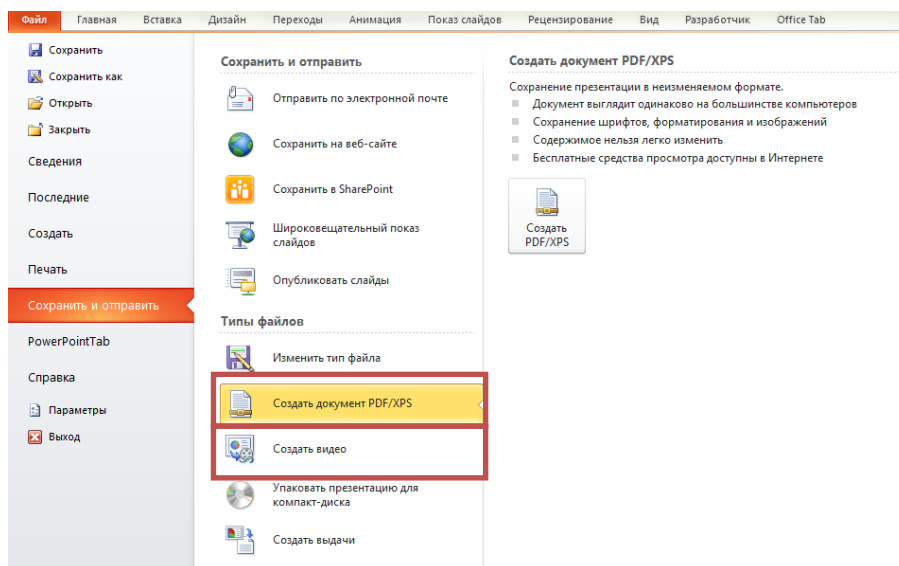 Файл Главная Вставка Дизайн Переходы Анимация Показ слайдов Рецензирование Вид Разработчик Office Tab
Сохранить
Сохранить как
Открыть
Закрыть
Сведения
Последние
Создать
Печать
Сохранить и отправить
PowerPointTab
Справка
Параметры
Выход
Сохранить и отправить
Отправить по электронной почте
Сохранить на веб-сайте
Сохранить в SharePoint
Широковещательный показ
слайдов
Опубликовать слайды
Типы файлов
Изменить тип файла
Создать документ PDF/XPS
Создать видео
Упаковать презентацию для
компакт-диска
Создать выдачи
Создать документ PDF/XPS
Сохранение презентации в неизменяемом формате.
Документ выглядит одинаково на большинстве компьютеров
Сохранение шрифтов, форматирования и изображений
Содержимое нельзя легко изменить
Бесплатные средства просмотра доступны в Интернете
Создать
PDF/XPS